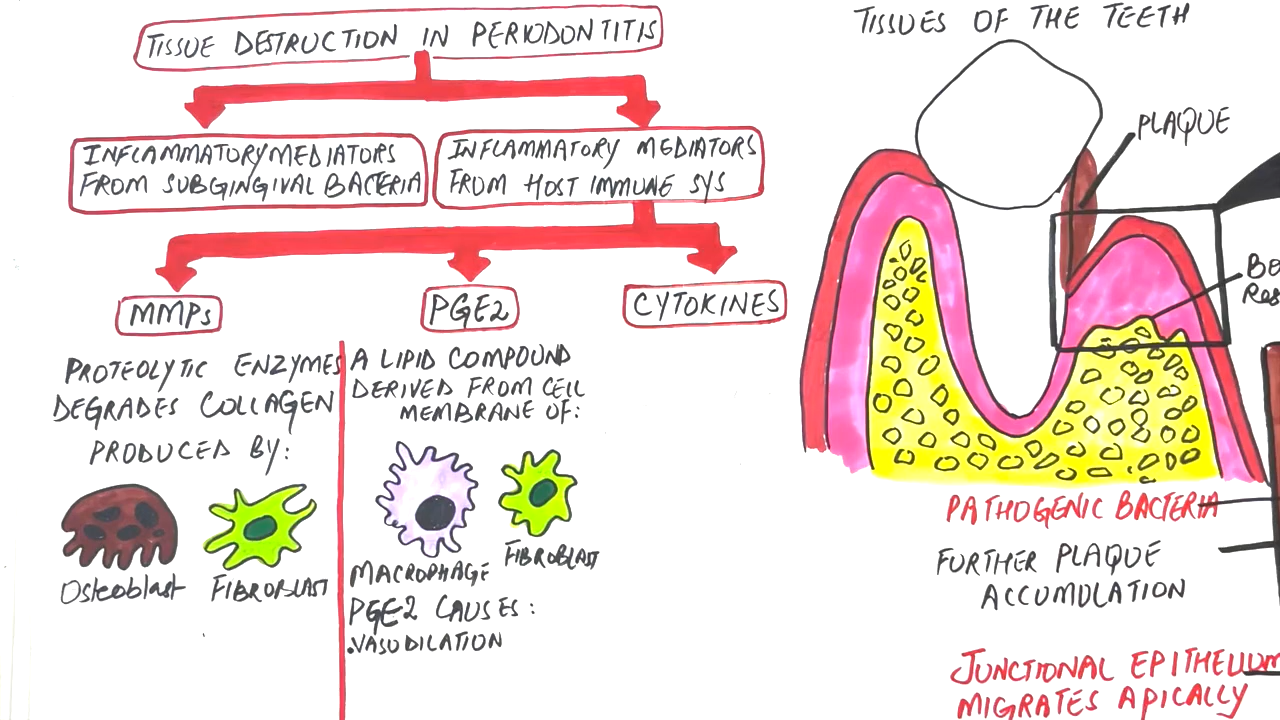 TISSUE DESTRUCTION IN PERIODONTITIS
INFLAMMATORY MEDIATORS
FROM SUBGINGIVAL BACTERIA
INFLAMMATORY MEDIATORS
FROM HOST IMMUNE SYS
MMPs
PGE2
CYTOKINES
PROTEOLYTIC ENZYMES
DEGRADES COLLAGEN
PRODUCED BY:
Osteoblast
FIBROBLAST
A LIPID COMPOUND
DERIVED FROM CELL
MEMBRANE OF:
MACROPHAGE
FIBROBLAST
PGE2 CAUSES:
.VASODILATION
TISSUES OF THE TEETH
PLAQUE
PATHOGENIC BACTERIA
FURTHER PLAQUE
ACCUMULATION
JUNCTIONAL EPITHELIUM
MIGRATES APICALLY